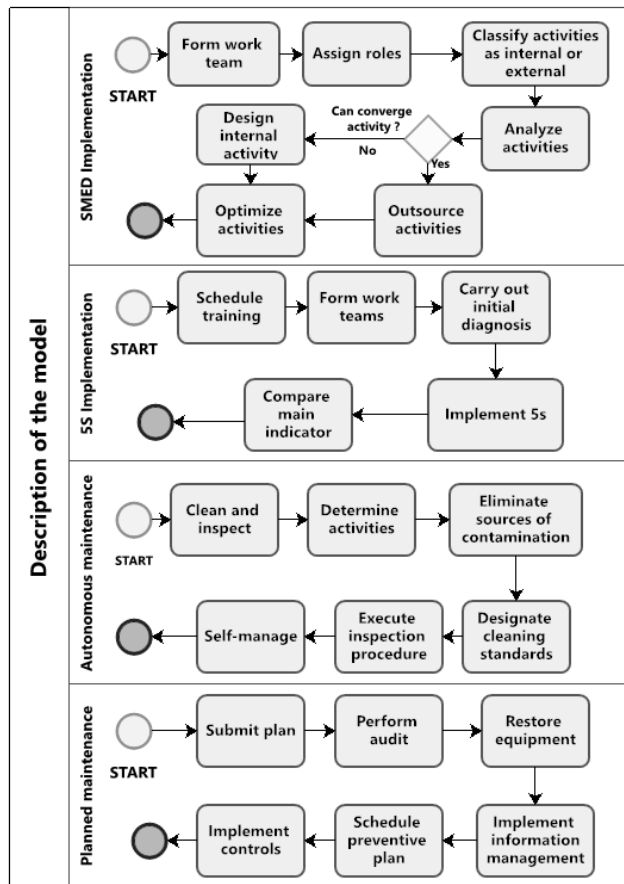 Description of the model
SMED Implementation
START
Form work
team
Assign roles
Classify activities
as internal or
external
Analyze
activities
Can converge
activity ?
No
Yes
Design
internal
activity
Outsource
activities
Optimize
activities
5S Implementation
START
Schedule
training
Form work
teams
Carry out
initial
diagnosis
Implement 5s
Compare
main
indicator
Autonomous maintenance
START
Clean and
inspect
Determine
activities
Eliminate
sources of
contamination
Designate
cleaning
standards
Execute
inspection
procedure
Self-manage
Planned maintenance
START
Submit plan
Perform
audit
Restore
equipment
Implement
information
management
Schedule
preventive
plan
Implement
controls